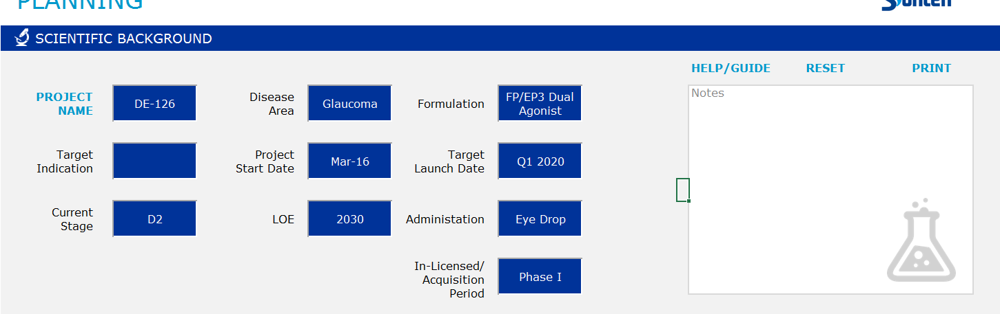 PLANNING
SCIENTIFIC BACKGROUND
HELP/GUIDE RESET PRINT
PROJECT
NAME
DE-126
Disease
Area
Glaucoma
Formulation
FP/EP3 Dual
Agonist
Notes
Target
Indication
Project
Start Date
Mar-16
Target
Launch Date
Q1 2020
Current
Stage
D2
LOE
2030
Administation
Eye Drop
In-Licensed/
Acquisition
Period
Phase I